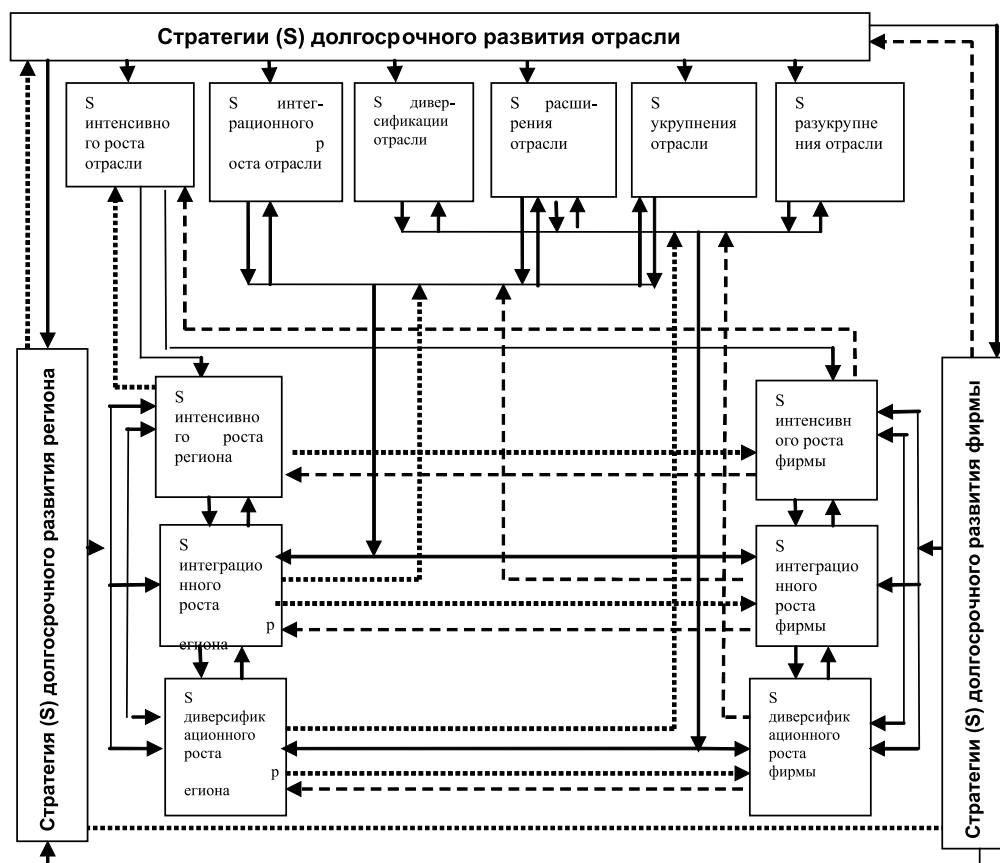 Стратегии (S) долгосрочного развития отрасли
S
интенсивно
го роста
отрасли
S интег-
рационного
р
оста отрасли
S дивер-
сификации
отрасли
S расши-
рения
отрасли
S
укрупнения
отрасли
S
разукрупне
ния отрасли
Стратегия (S) долгосрочного развития региона
S
интенсивно
го роста
региона
S
интеграцио
нного
роста
р
егиона
S
диверсифик
ационного
роста
р
егиона
S
интенсивн
ого роста
фирмы
S
интеграцио
нного
роста
фирмы
S
диверсифик
ационного
роста
фирмы
Стратегии (S) долгосрочного развития фирмы